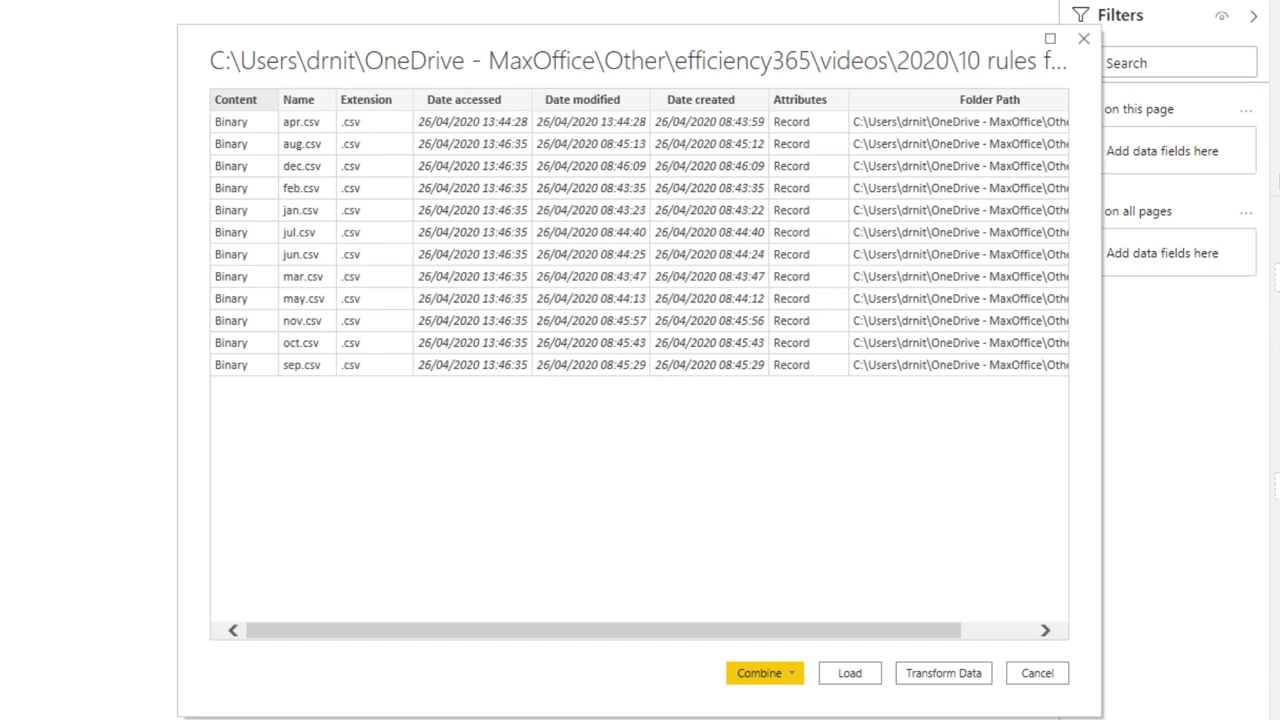 Filters
C:\Users\drnit\OneDrive - MaxOffice\Other\efficiency365\videos\2020\10 rules f...
Search
Content Name Extension Date accessed Date modified Date created Attributes Folder Path
on this page ...
Binary apr.csv .csv 26/04/2020 13:44:28 26/04/2020 13:44:28 26/04/2020 08:43:59 Record C:\Users\drnit\OneDrive - MaxOffice\Othe
Binary aug.csv .csv 26/04/2020 13:46:35 26/04/2020 08:45:13 26/04/2020 08:45:12 Record C:\Users\drnit\OneDrive - MaxOffice\Othe
Add data fields here
Binary dec.csv .csv 26/04/2020 13:46:35 26/04/2020 08:46:09 26/04/2020 08:46:09 Record C:\Users\drnit\OneDrive - MaxOffice\Othe
Binary feb.csv .csv 26/04/2020 13:46:35 26/04/2020 08:43:35 26/04/2020 08:43:35 Record C:\Users\drnit\OneDrive - MaxOffice\Othe
Binary jan.csv .csv 26/04/2020 13:46:35 26/04/2020 08:43:23 26/04/2020 08:43:22 Record C:\Users\drnit\OneDrive - MaxOffice\Othe
on all pages ...
Binary jul.csv .csv 26/04/2020 13:46:35 26/04/2020 08:44:40 26/04/2020 08:44:40 Record C:\Users\drnit\OneDrive - MaxOffice\Othe
Binary jun.csv .csv 26/04/2020 13:46:35 26/04/2020 08:44:25 26/04/2020 08:44:24 Record C:\Users\drnit\OneDrive - MaxOffice\Othe
Add data fields here
Binary mar.csv .csv 26/04/2020 13:46:35 26/04/2020 08:43:47 26/04/2020 08:43:47 Record C:\Users\drnit\OneDrive - MaxOffice\Othe
Binary may.csv .csv 26/04/2020 13:46:35 26/04/2020 08:44:13 26/04/2020 08:44:12 Record C:\Users\drnit\OneDrive - MaxOffice\Othe
Binary nov.csv .csv 26/04/2020 13:46:35 26/04/2020 08:45:57 26/04/2020 08:45:56 Record C:\Users\drnit\OneDrive - MaxOffice\Othe
Binary oct.csv .csv 26/04/2020 13:46:35 26/04/2020 08:45:43 26/04/2020 08:45:43 Record C:\Users\drnit\OneDrive - MaxOffice\Othe
Binary sep.csv .csv 26/04/2020 13:46:35 26/04/2020 08:45:29 26/04/2020 08:45:29 Record C:\Users\drnit\OneDrive - MaxOffice\Othe
Combine Load Transform Data Cancel